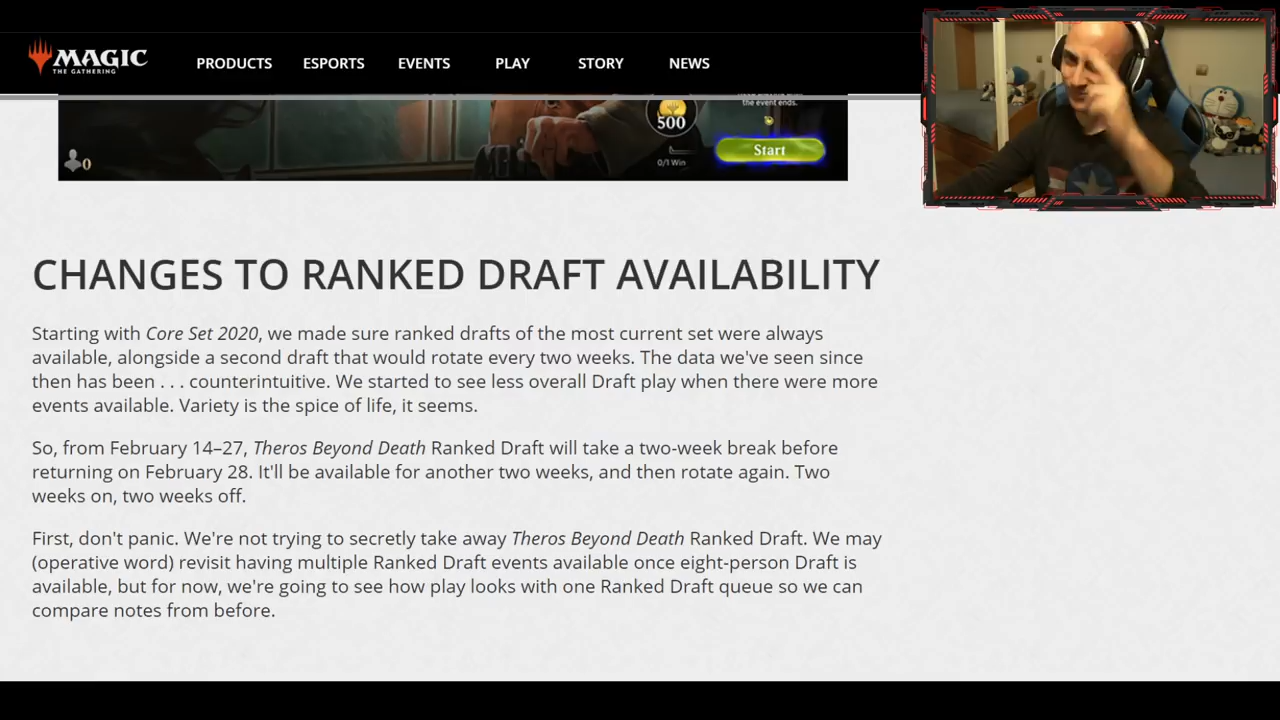 MAGIC
THE GATHERING
PRODUCTS ESPORTS EVENTS PLAY STORY NEWS
the event ends.
500
Start
0/1 Win
0
CHANGES TO RANKED DRAFT AVAILABILITY
Starting with Core Set 2020, we made sure ranked drafts of the most current set were always
available, alongside a second draft that would rotate every two weeks. The data we've seen since
then has been . . . counterintuitive. We started to see less overall Draft play when there were more
events available. Variety is the spice of life, it seems.
So, from February 14–27, Theros Beyond Death Ranked Draft will take a two-week break before
returning on February 28. It'll be available for another two weeks, and then rotate again. Two
weeks on, two weeks off.
First, don't panic. We're not trying to secretly take away Theros Beyond Death Ranked Draft. We may
(operative word) revisit having multiple Ranked Draft events available once eight-person Draft is
available, but for now, we're going to see how play looks with one Ranked Draft queue so we can
compare notes from before.